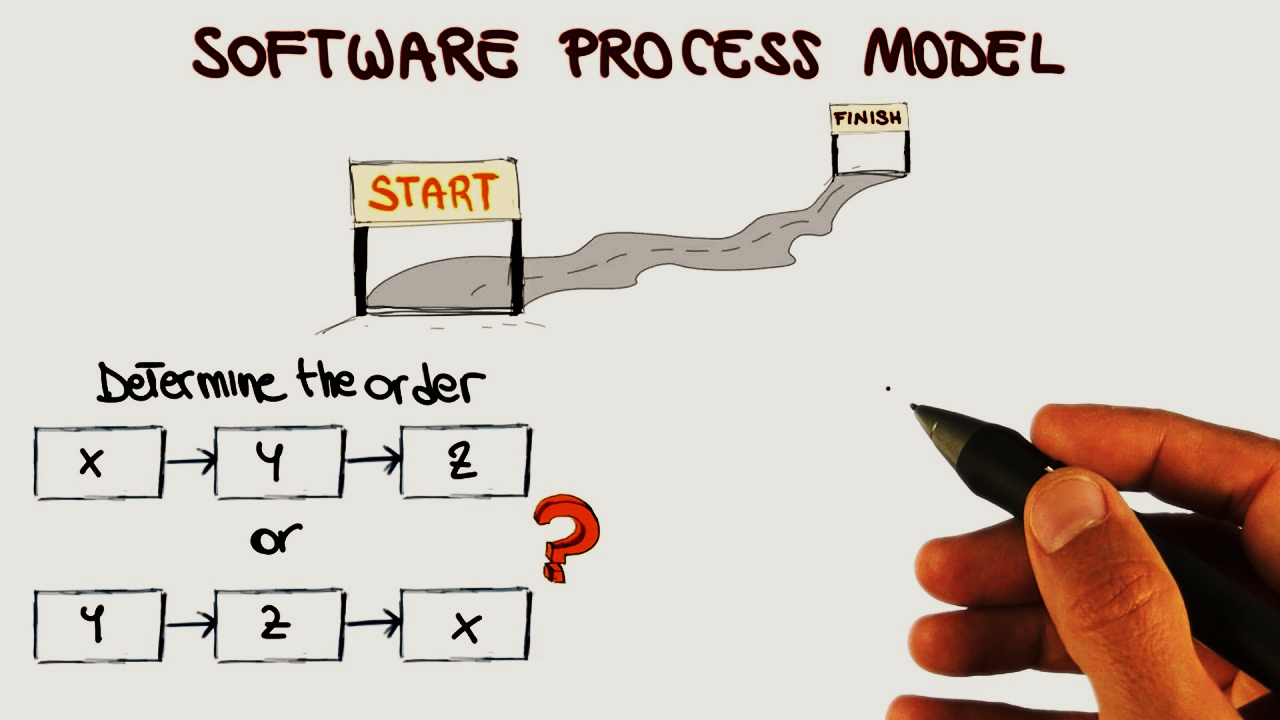 SOFTWARE PROCESS MODEL
FINISH
START
Determine the order
X → Y → Z
or
?
Y → Z → X